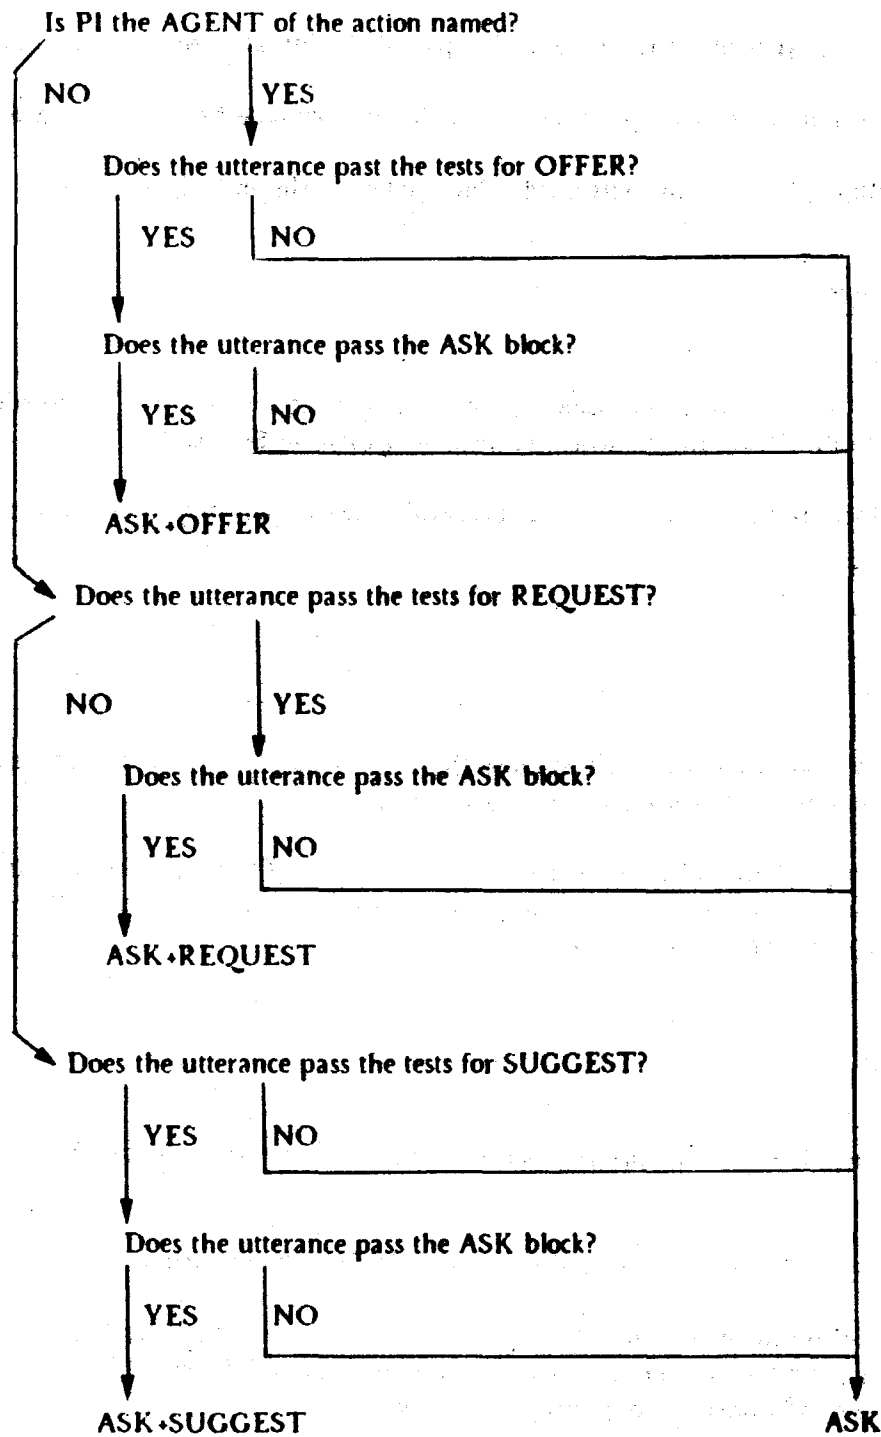 Is PI the AGENT of the action named?
NO YES
Does the utterance past the tests for OFFER?
YES NO
Does the utterance pass the ASK block?
YES NO
ASK+OFFER
Does the utterance pass the tests for REQUEST?
NO YES
Does the utterance pass the ASK block?
YES NO
ASK+REQUEST
Does the utterance pass the tests for SUGGEST?
YES NO
Does the utterance pass the ASK block?
YES NO
ASK+SUGGEST ASK